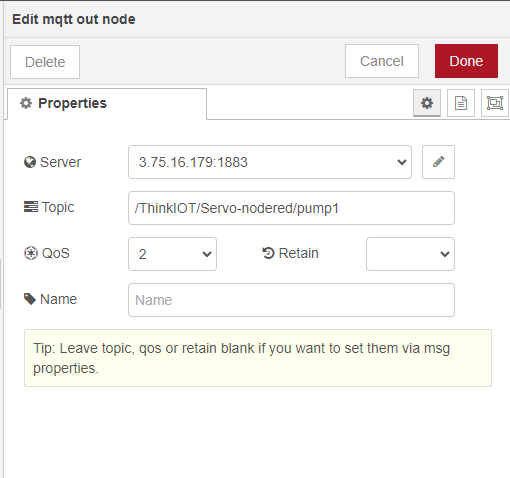 Edit mqtt out node
Delete
Cancel
Done
Properties
Server
3.75.16.179:1883
Topic
/ThinkIOT/Servo-nodered/pump1
QoS
2
Retain
Name
Name
Tip: Leave topic, qos or retain blank if you want to set them via msg
properties.